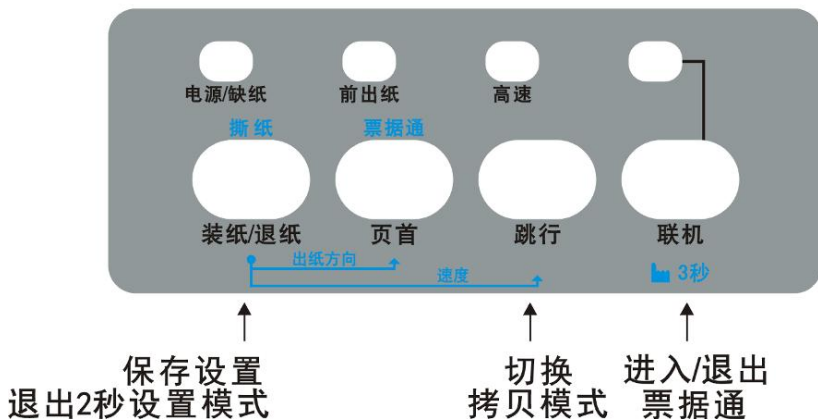 电源/缺纸 前出纸 高速
撕纸 票据通
装纸/退纸 页首 跳行 联机
出纸方向
速度 3秒
保存设置 切换 进入/退出
退出2秒设置模式 拷贝模式 票据通